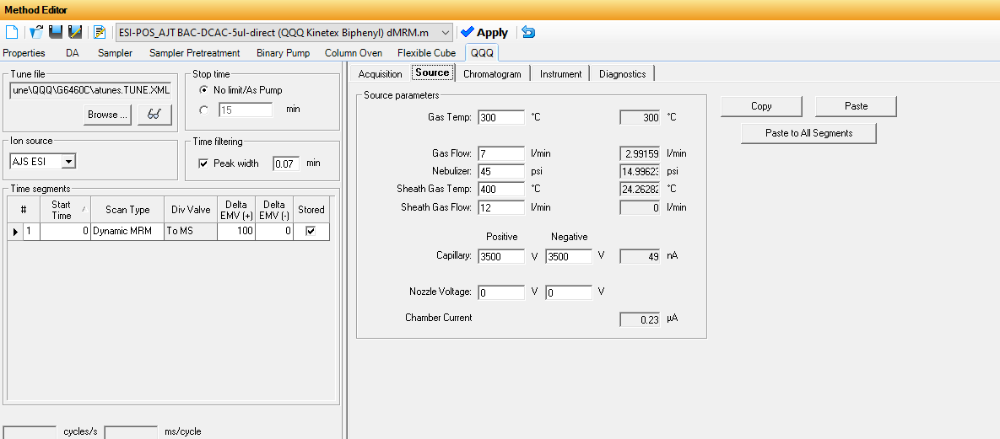 Method Editor
ESI-POS_AJT BAC-DCAC-5ul-direct (QQQ Kinetex Biphenyl) dMRM.m Apply
Properties DA Sampler Sampler Pretreatment Binary Pump Column Oven Flexible Cube QQQ
Tune file
une\QQQ\G6460C\atunes.TUNE.XML
Browse ...
Stop time
No limit/As Pump
15 min
Ion source
AJS ESI
Time filtering
Peak width 0.07 min
Time segments
# Start Time Scan Type Div Valve Delta EMV (+) Delta EMV (-) Stored
1 0 Dynamic MRM To MS 100 0
cycles/s ms/cycle
Acquisition Source Chromatogram Instrument Diagnostics
Source parameters
Gas Temp: 300 °C 300 °C
Gas Flow: 7 l/min 2.99159 l/min
Nebulizer: 45 psi 14.99623 psi
Sheath Gas Temp: 400 °C 24.26282 °C
Sheath Gas Flow: 12 l/min 0 l/min
Positive Negative
Capillary: 3500 V 3500 V 49 nA
Nozzle Voltage: 0 V 0 V
Chamber Current 0.23 µA
Copy Paste
Paste to All Segments